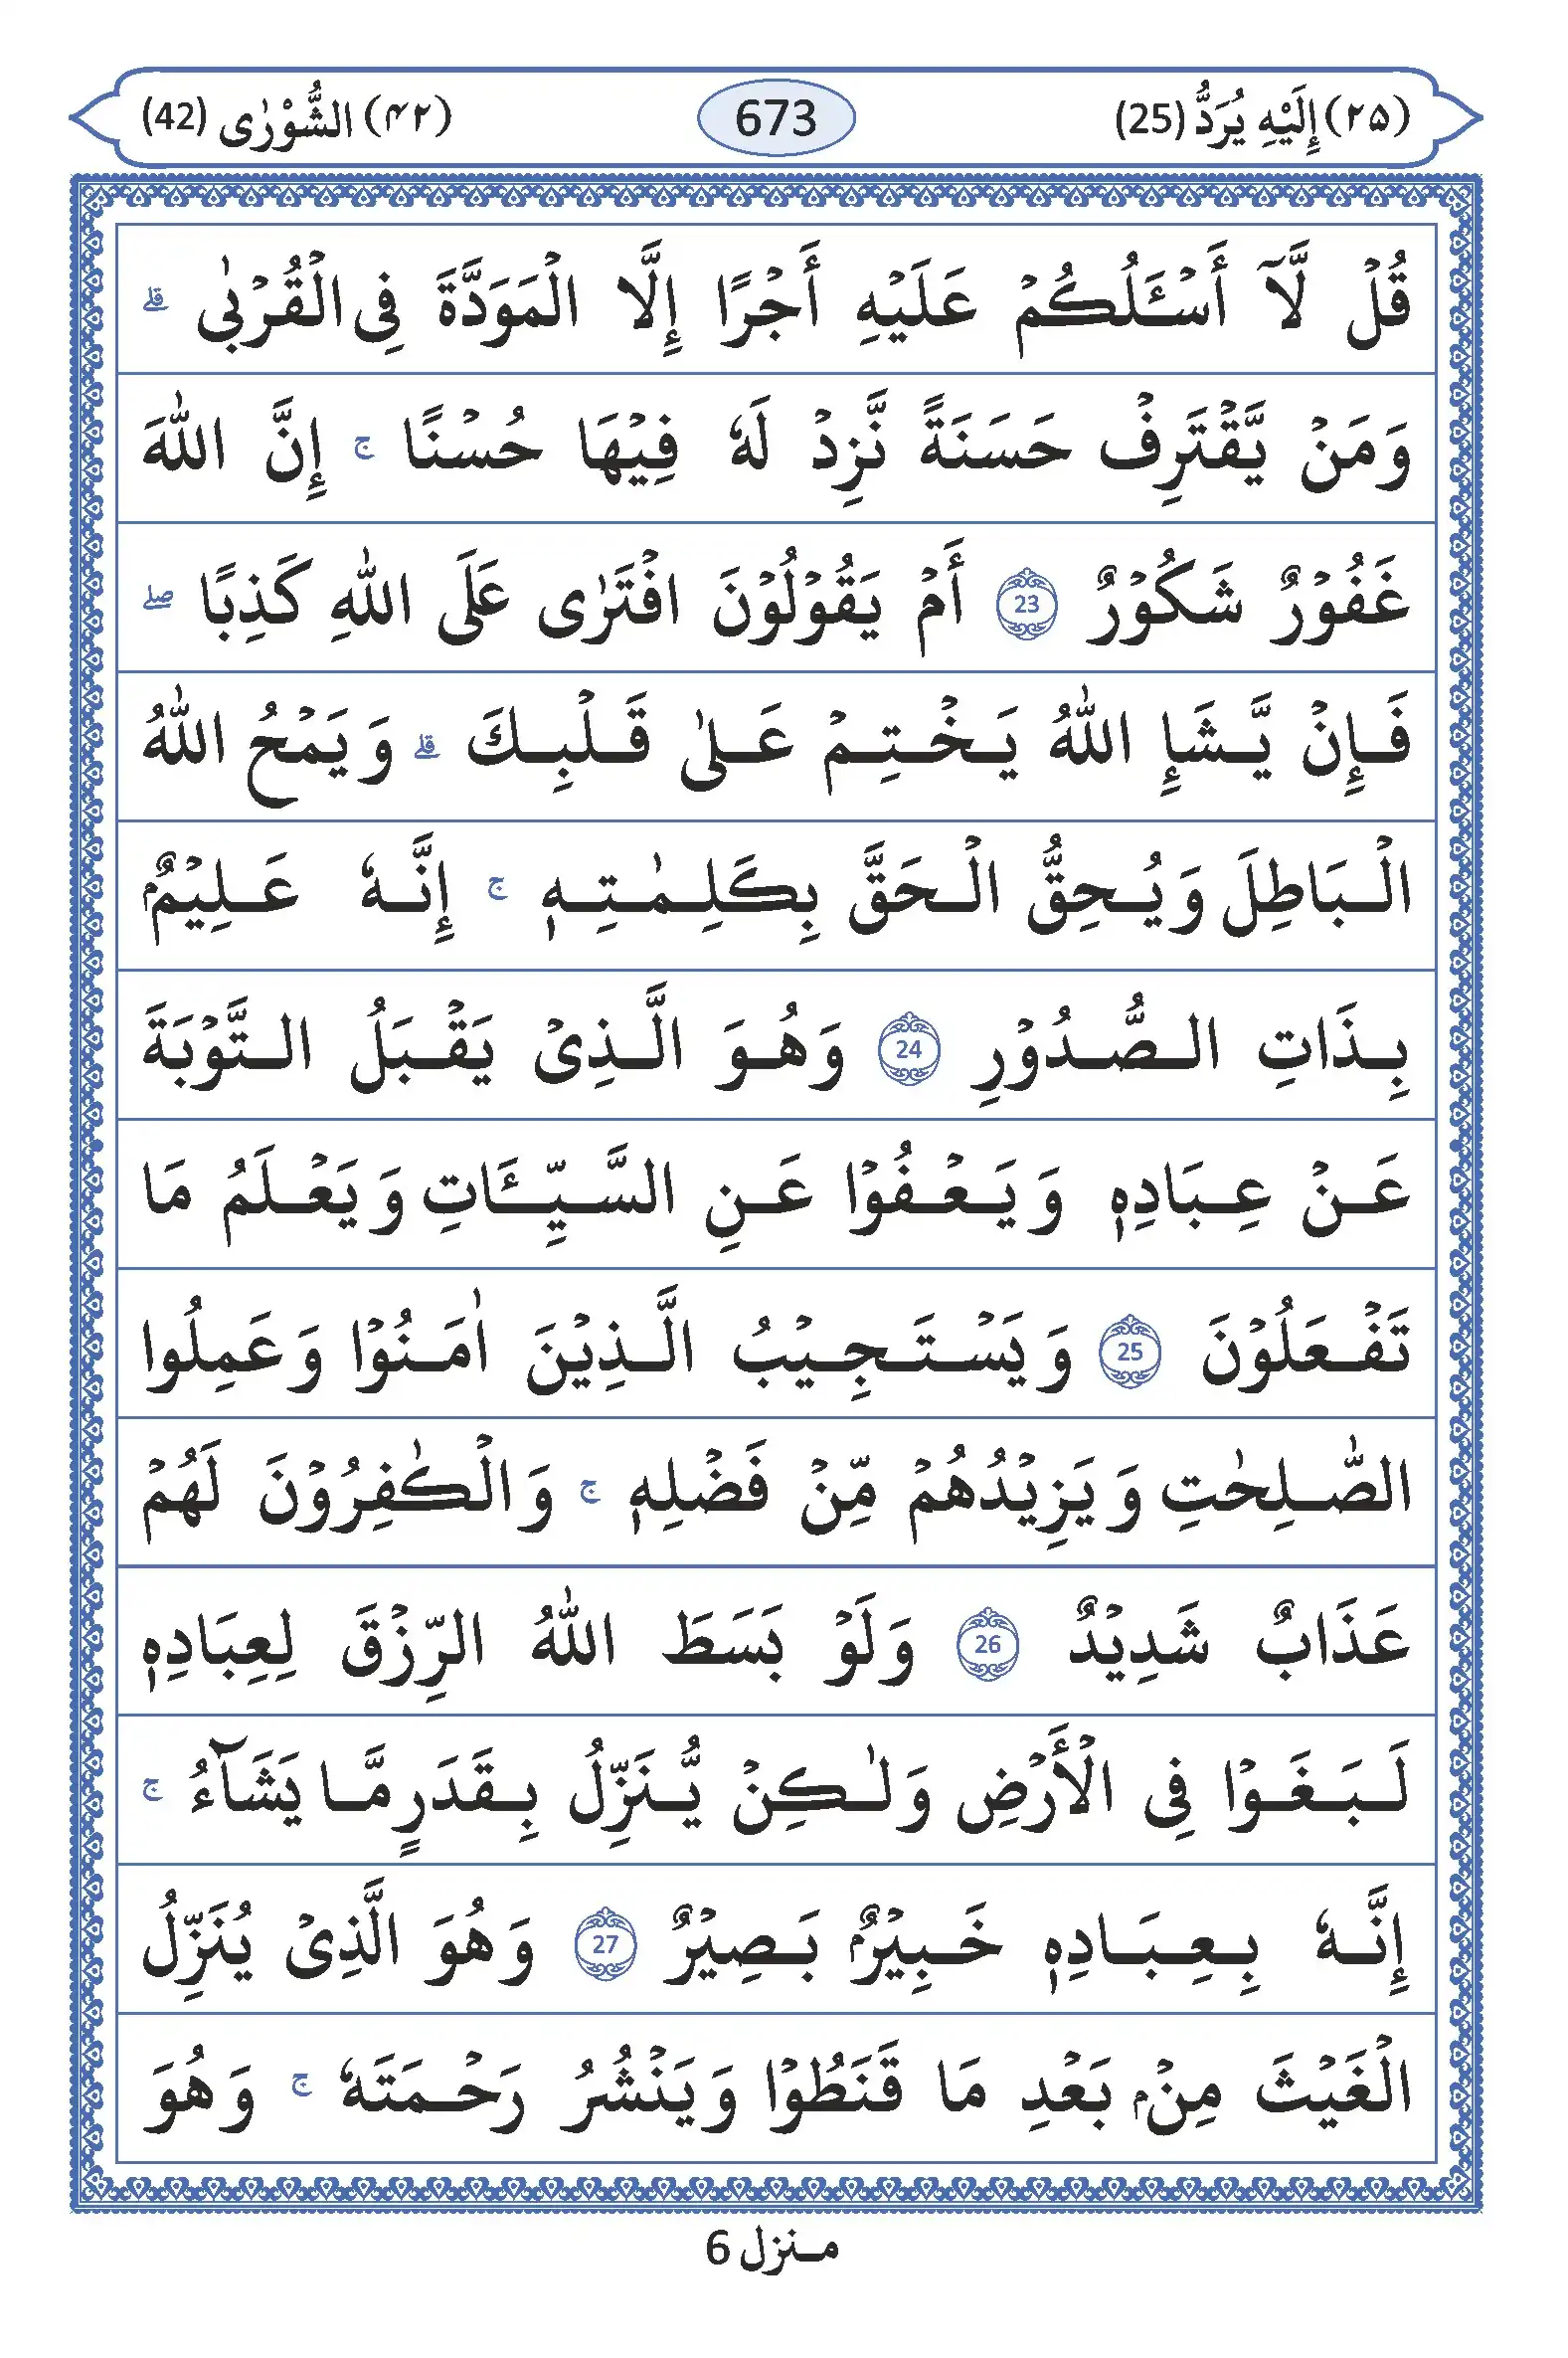 (۲۵) إِلَيْهِ يُرَدُّ (25) 673 (۴۲) الشُّوْرٰى (42)
قُلْ لَّآ أَسْـَٔلُكُمْ عَلَيْهِ أَجْرًا إِلَّا الْمَوَدَّةَ فِى الْقُرْبٰى ۗ
وَمَنْ يَّقْتَرِفْ حَسَنَةً نَّزِدْ لَهٗ فِيْهَا حُسْنًا ۚ إِنَّ اللّٰهَ
غَفُوْرٌ شَكُوْرٌ 23 أَمْ يَقُوْلُوْنَ افْتَرٰى عَلَى اللّٰهِ كَذِبًا ۖ
فَإِنْ يَّشَإِ اللّٰهُ يَخْتِمْ عَلٰى قَلْبِكَ ۗ وَيَمْحُ اللّٰهُ
الْبَاطِلَ وَيُحِقُّ الْحَقَّ بِكَلِمٰتِهٖ ۚ إِنَّهٗ عَلِيْمٌۢ
بِذَاتِ الصُّدُوْرِ 24 وَهُوَ الَّذِىْ يَقْبَلُ التَّوْبَةَ
عَنْ عِبَادِهٖ وَيَعْفُوْا عَنِ السَّيِّـَٔاتِ وَيَعْلَمُ مَا
تَفْعَلُوْنَ 25 وَيَسْتَجِيْبُ الَّذِيْنَ اٰمَنُوْا وَعَمِلُوا
الصّٰلِحٰتِ وَيَزِيْدُهُمْ مِّنْ فَضْلِهٖ ۚ وَالْكٰفِرُوْنَ لَهُمْ
عَذَابٌ شَدِيْدٌ 26 وَلَوْ بَسَطَ اللّٰهُ الرِّزْقَ لِعِبَادِهٖ
لَبَغَوْا فِى الْأَرْضِ وَلٰكِنْ يُّنَزِّلُ بِقَدَرٍ مَّا يَشَآءُ ۚ
إِنَّهٗ بِعِبَادِهٖ خَبِيْرٌۢ بَصِيْرٌ 27 وَهُوَ الَّذِىْ يُنَزِّلُ
الْغَيْثَ مِنْۢ بَعْدِ مَا قَنَطُوْا وَيَنْشُرُ رَحْمَتَهٗ ۚ وَهُوَ
منزل 6